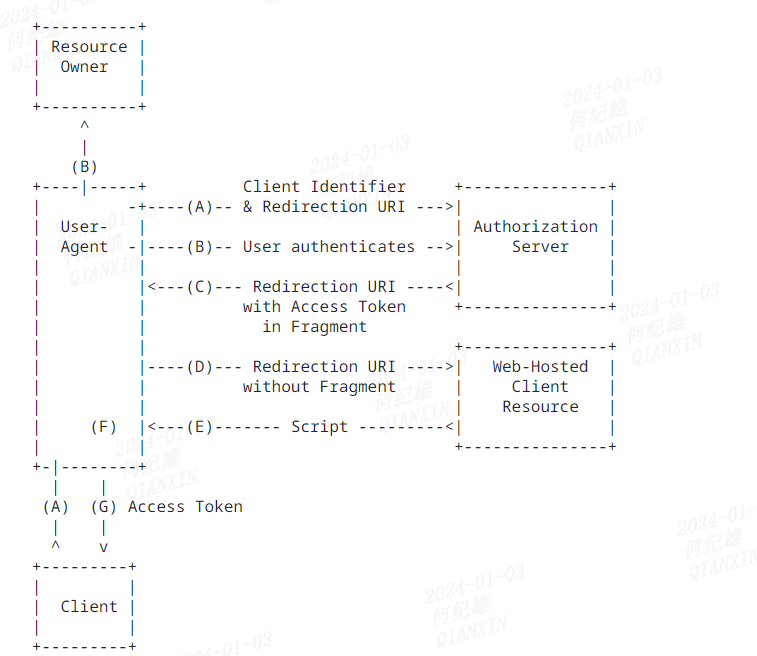 +----------+
| Resource |
|  Owner   |
|          |
+----------+
     ^
     |
    (B)
+----|-----+          Client Identifier     +---------------+
|         -+----(A)-- & Redirection URI --->|               |
|  User-   |                                | Authorization |
|  Agent  -|----(B)-- User authenticates -->|     Server    |
|          |                                |               |
|          |<---(C)--- Redirection URI ----<|               |
|          |          with Access Token     +---------------+
|          |            in Fragment
|          |                                +---------------+
|          |----(D)--- Redirection URI ---->|   Web-Hosted  |
|          |          without Fragment      |     Client    |
|          |                                |    Resource   |
|     (F)  |<---(E)------- Script ---------<|               |
|          |                                +---------------+
+-|--------+
  |    |
 (A)  (G) Access Token
  |    |
  ^    v
+---------+
|         |
|  Client |
|         |
+---------+
2024-01-03
何纪雄
QIANXIN